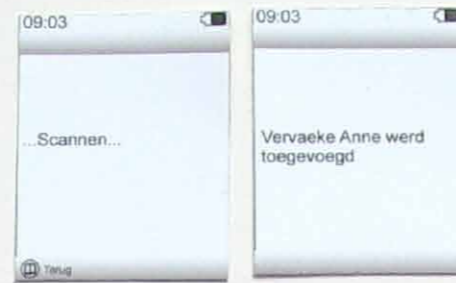 09:03
...Scannen...
Terug
09:03
Vervaeke Anne werd
toegevoegd